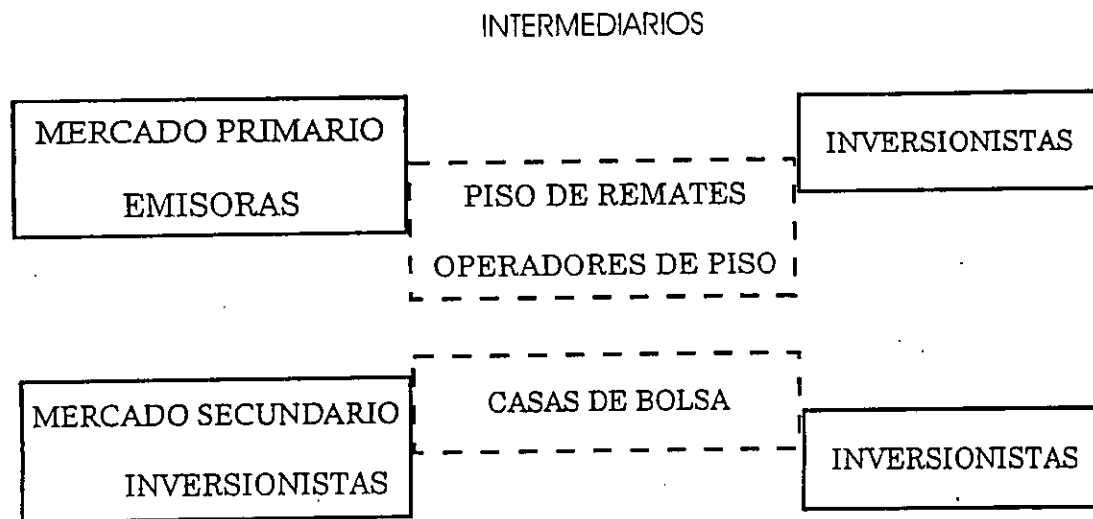 INTERMEDIARIOS
MERCADO PRIMARIO
EMISORAS
PISO DE REMATES
OPERADORES DE PISO
INVERSIONISTAS
MERCADO SECUNDARIO
INVERSIONISTAS
CASAS DE BOLSA
INVERSIONISTAS